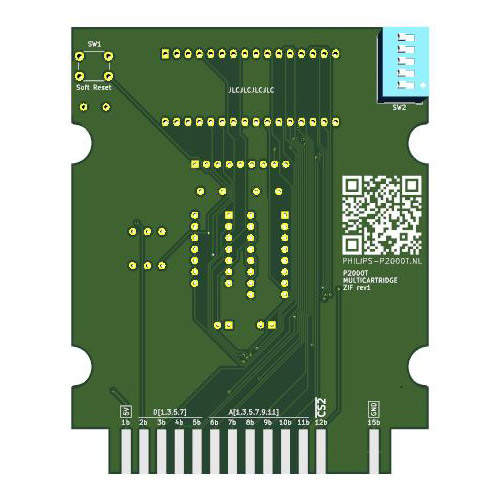 SW1
Soft Reset
JLCJLCJLCJLC
SW2
PHILIPS-P2000T.NL
P2000T
MULTICARTRIDGE
ZIF rev1
5V D[1,3,5,7] A[1,3,5,7,9,11] CS2 GND
1b 2b 3b 4b 5b 6b 7b 8b 9b 10b 11b 12b 15b